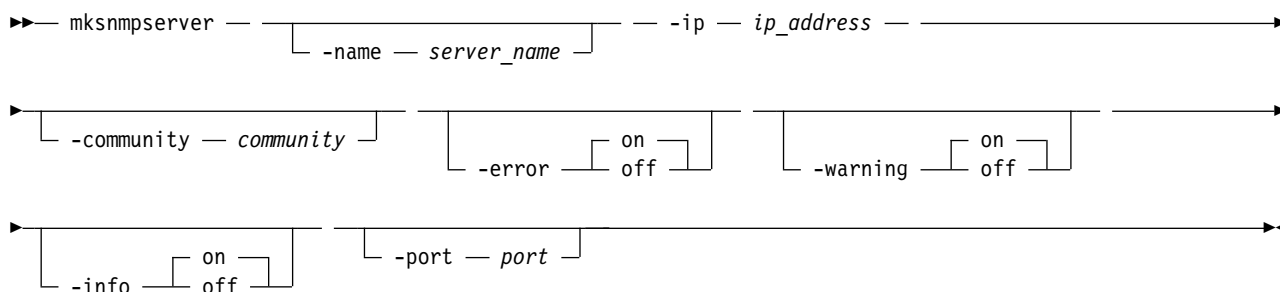 mksnmpserver -name server_name -ip ip_address
-community community -error on off -warning on off
-info on off -port port